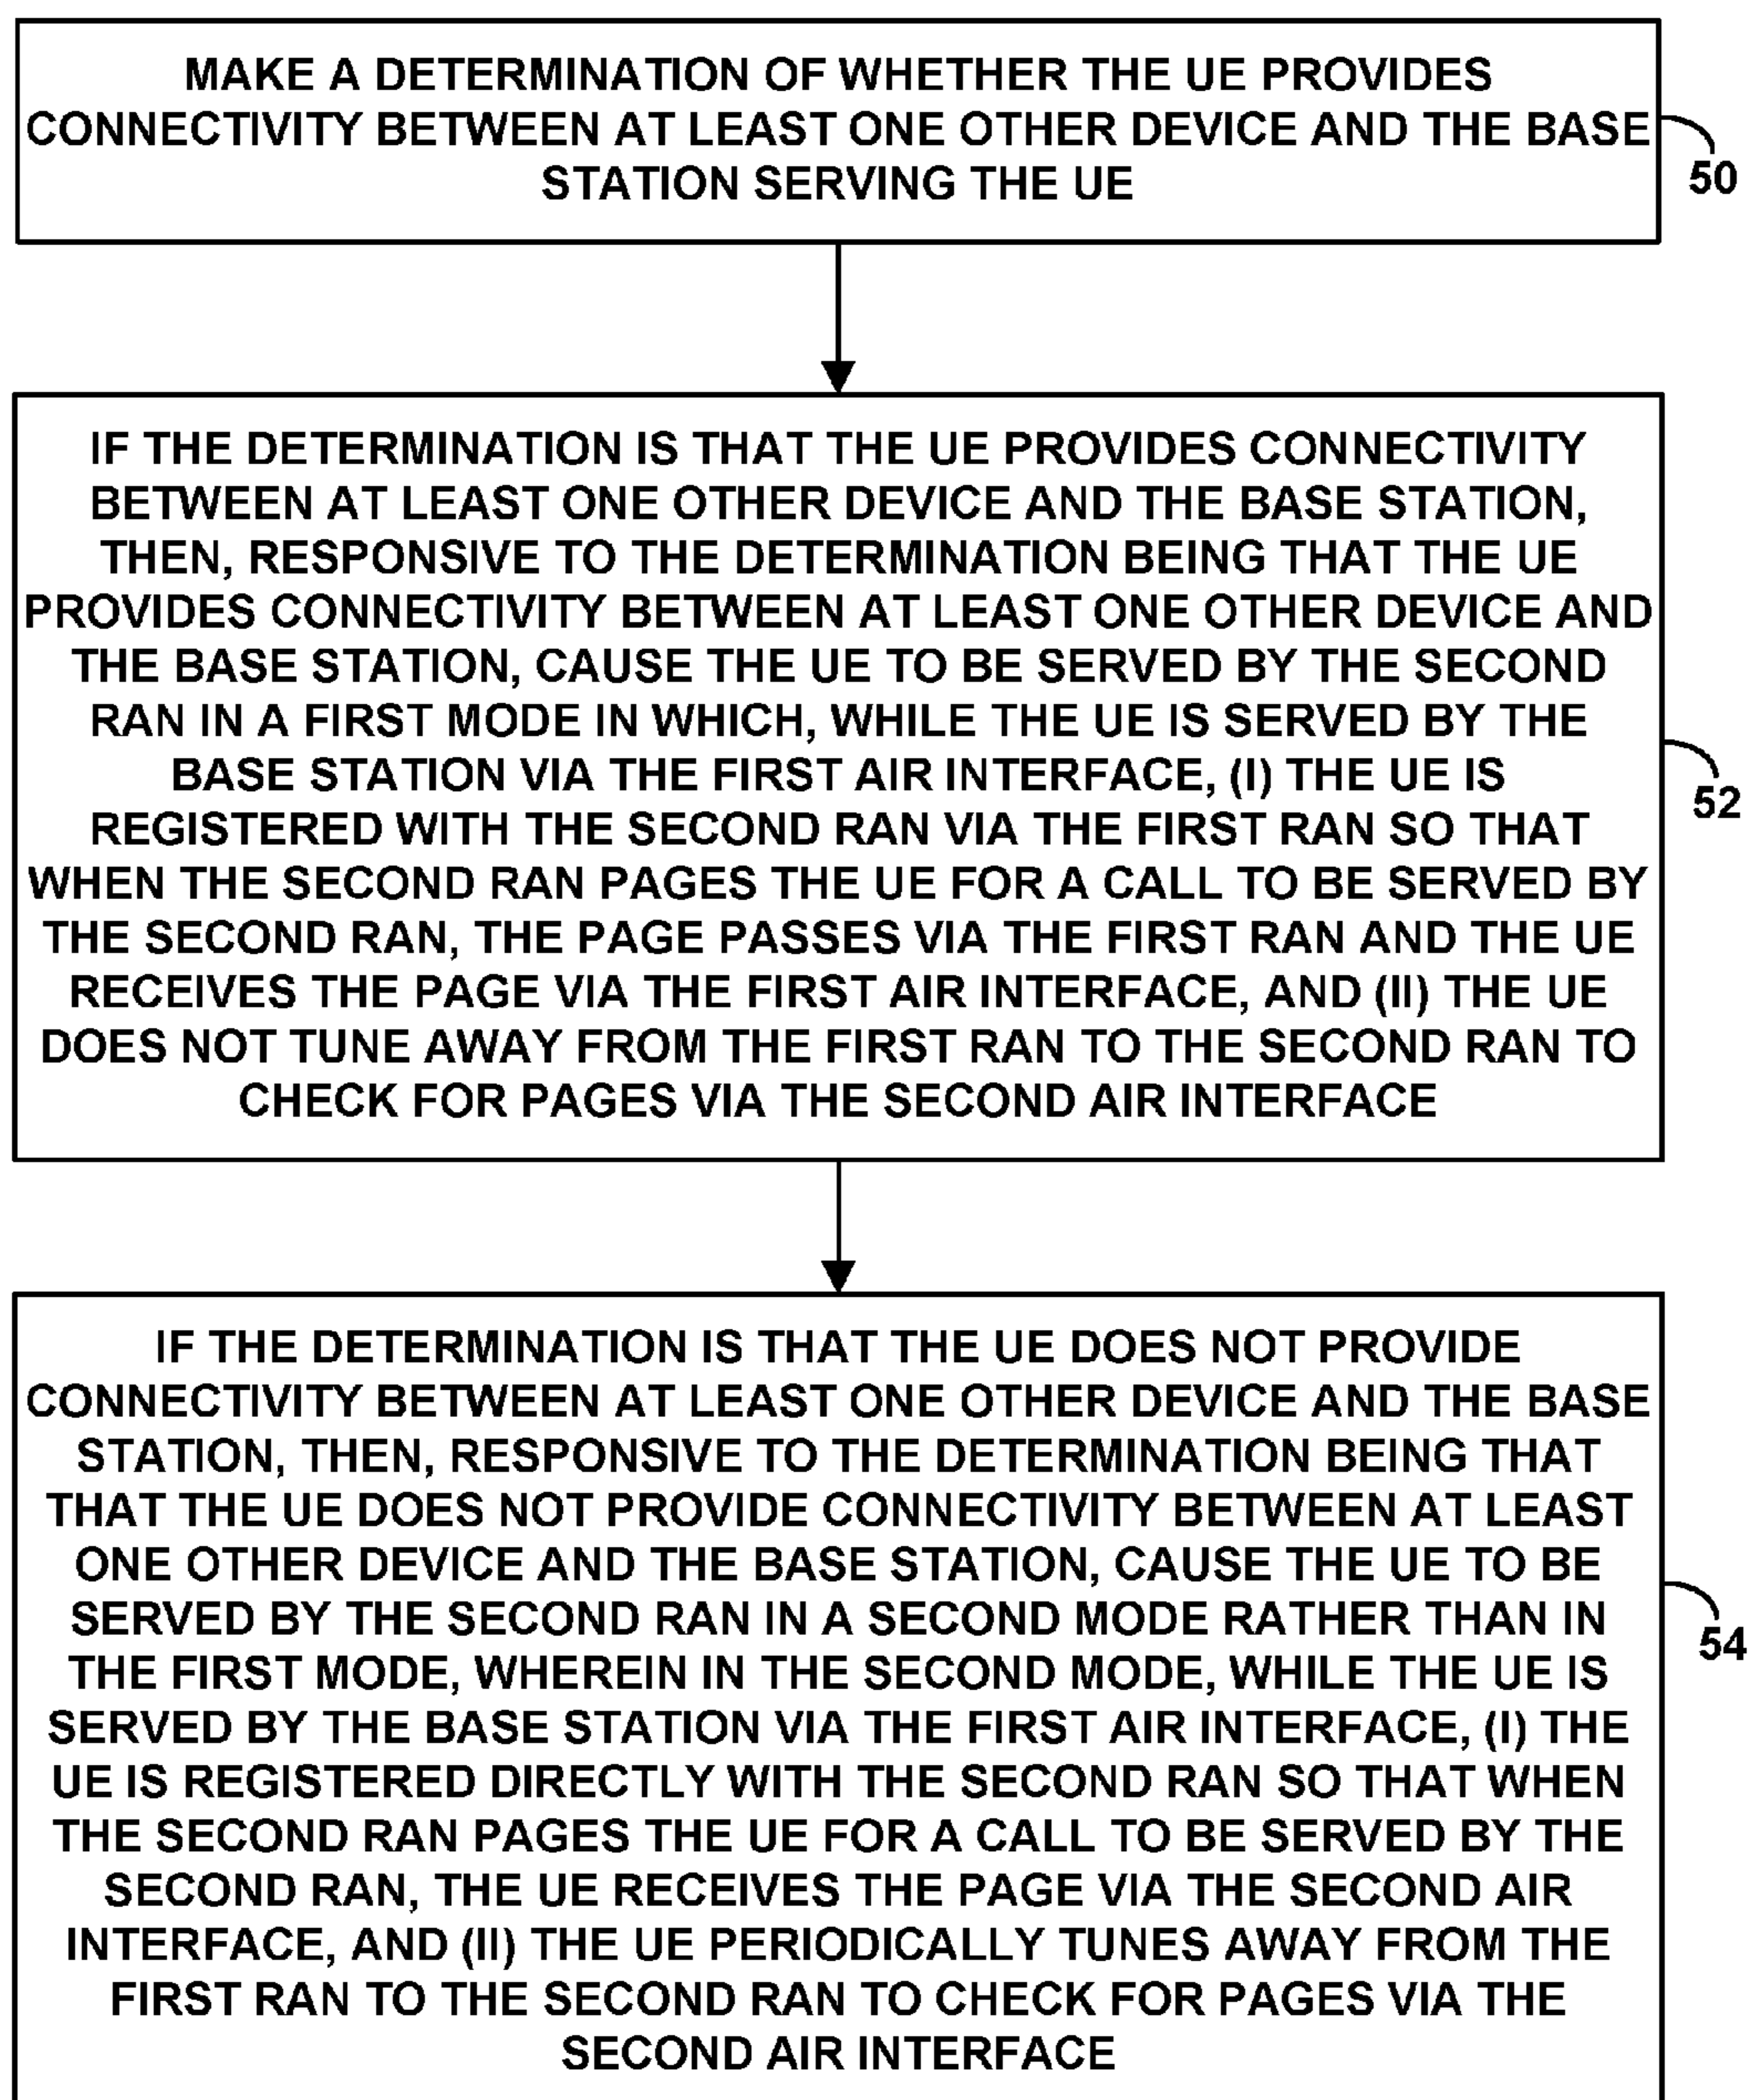 MAKE A DETERMINATION OF WHETHER THE UE PROVIDES
CONNECTIVITY BETWEEN AT LEAST ONE OTHER DEVICE AND THE BASE
STATION SERVING THE UE
50
IF THE DETERMINATION IS THAT THE UE PROVIDES CONNECTIVITY
BETWEEN AT LEAST ONE OTHER DEVICE AND THE BASE STATION,
THEN, RESPONSIVE TO THE DETERMINATION BEING THAT THE UE
PROVIDES CONNECTIVITY BETWEEN AT LEAST ONE OTHER DEVICE AND
THE BASE STATION, CAUSE THE UE TO BE SERVED BY THE SECOND
RAN IN A FIRST MODE IN WHICH, WHILE THE UE IS SERVED BY THE
BASE STATION VIA THE FIRST AIR INTERFACE, (I) THE UE IS
REGISTERED WITH THE SECOND RAN VIA THE FIRST RAN SO THAT
WHEN THE SECOND RAN PAGES THE UE FOR A CALL TO BE SERVED BY
THE SECOND RAN, THE PAGE PASSES VIA THE FIRST RAN AND THE UE
RECEIVES THE PAGE VIA THE FIRST AIR INTERFACE, AND (II) THE UE
DOES NOT TUNE AWAY FROM THE FIRST RAN TO THE SECOND RAN TO
CHECK FOR PAGES VIA THE SECOND AIR INTERFACE
52
IF THE DETERMINATION IS THAT THE UE DOES NOT PROVIDE
CONNECTIVITY BETWEEN AT LEAST ONE OTHER DEVICE AND THE BASE
STATION, THEN, RESPONSIVE TO THE DETERMINATION BEING THAT
THAT THE UE DOES NOT PROVIDE CONNECTIVITY BETWEEN AT LEAST
ONE OTHER DEVICE AND THE BASE STATION, CAUSE THE UE TO BE
SERVED BY THE SECOND RAN IN A SECOND MODE RATHER THAN IN
THE FIRST MODE, WHEREIN IN THE SECOND MODE, WHILE THE UE IS
SERVED BY THE BASE STATION VIA THE FIRST AIR INTERFACE, (I) THE
UE IS REGISTERED DIRECTLY WITH THE SECOND RAN SO THAT WHEN
THE SECOND RAN PAGES THE UE FOR A CALL TO BE SERVED BY THE
SECOND RAN, THE UE RECEIVES THE PAGE VIA THE SECOND AIR
INTERFACE, AND (II) THE UE PERIODICALLY TUNES AWAY FROM THE
FIRST RAN TO THE SECOND RAN TO CHECK FOR PAGES VIA THE
SECOND AIR INTERFACE
54